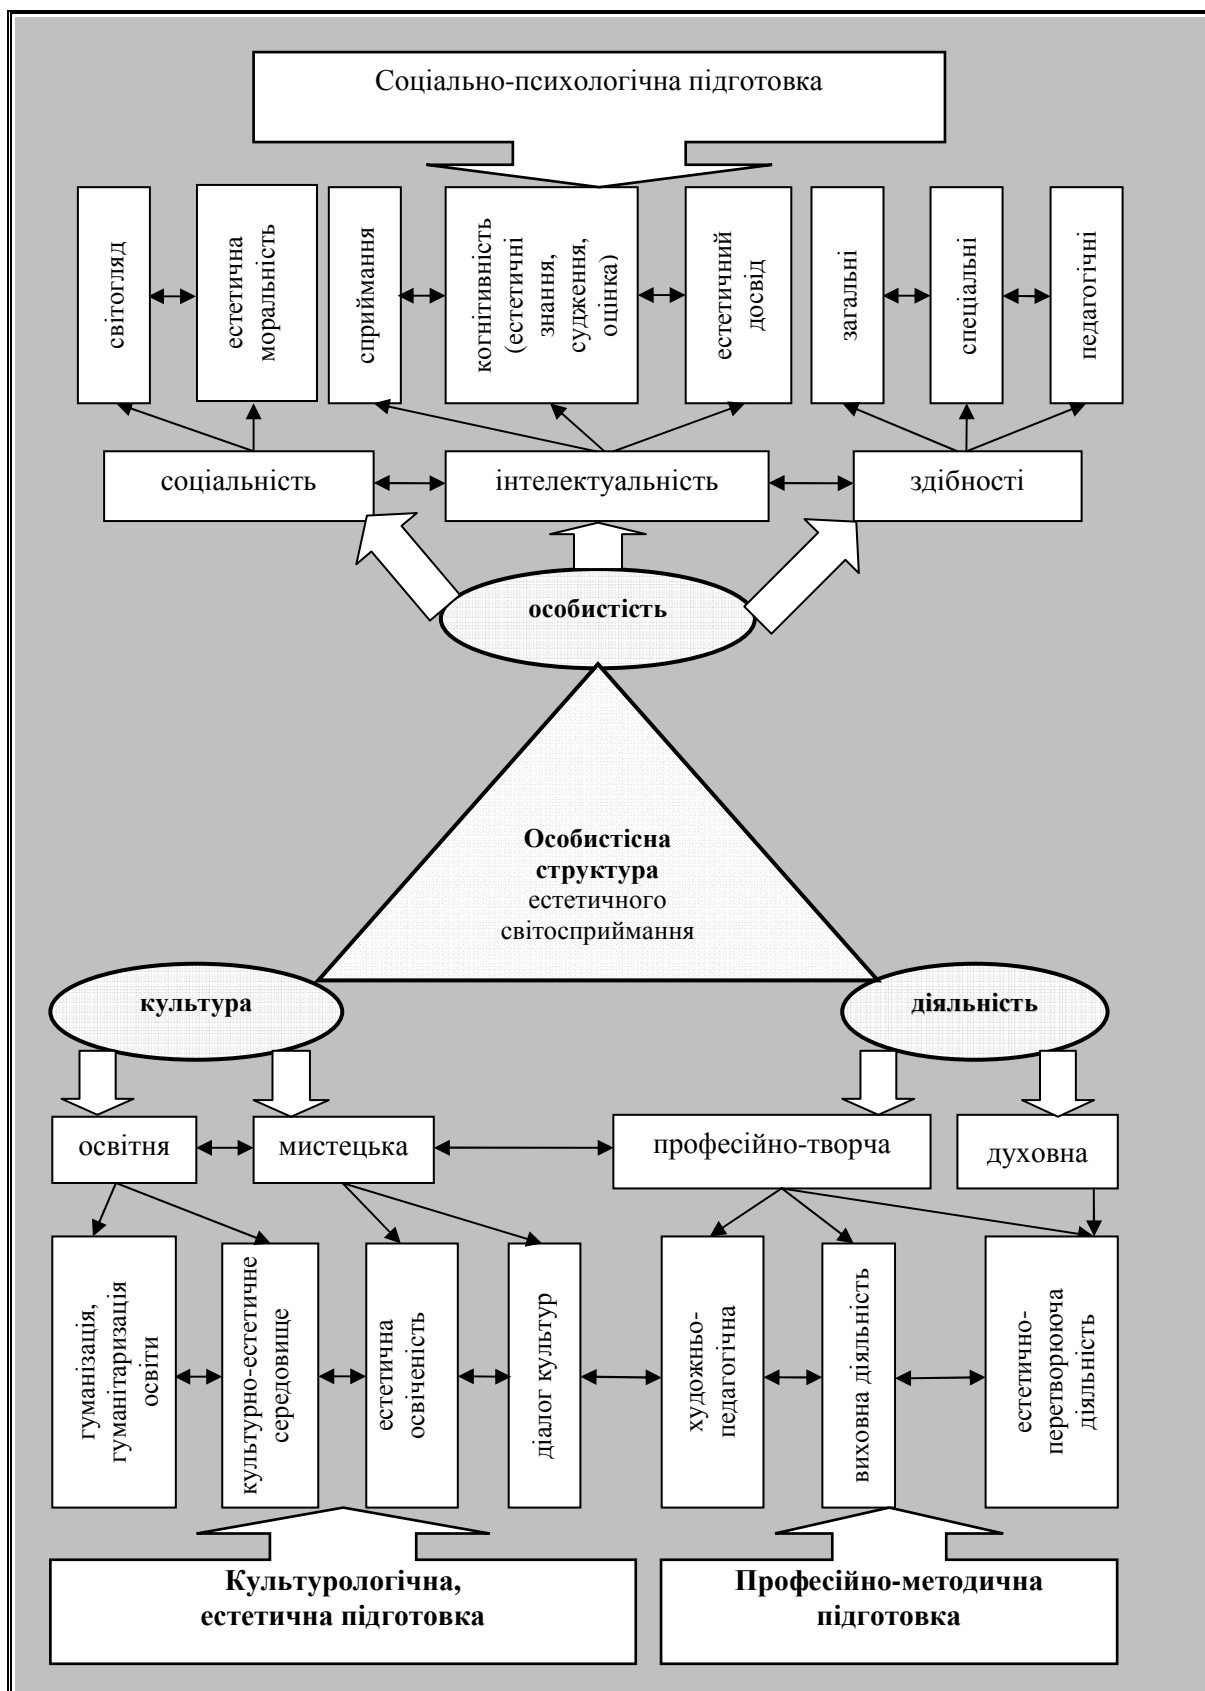 Соціально-психологічна підготовка
світогляд
естетична
моральність
сприймання
когнітивність
(естетичні
знання,
судження,
оцінка)
естетичний
досвід
загальні
спеціальні
педагогічні
соціальність
інтелектуальність
здібності
особистість
Особистісна
структура
естетичного
світосприймання
культура
діяльність
освітня
мистецька
професійно-творча
духовна
гуманізація,
гуманітаризація
освіти
культурно-естетичне
середовище
естетична
освіченість
діалог культур
художньо-
педагогічна
виховна діяльність
естетично-
перетворююча
діяльність
Культурологічна,
естетична підготовка
Професійно-методична
підготовка